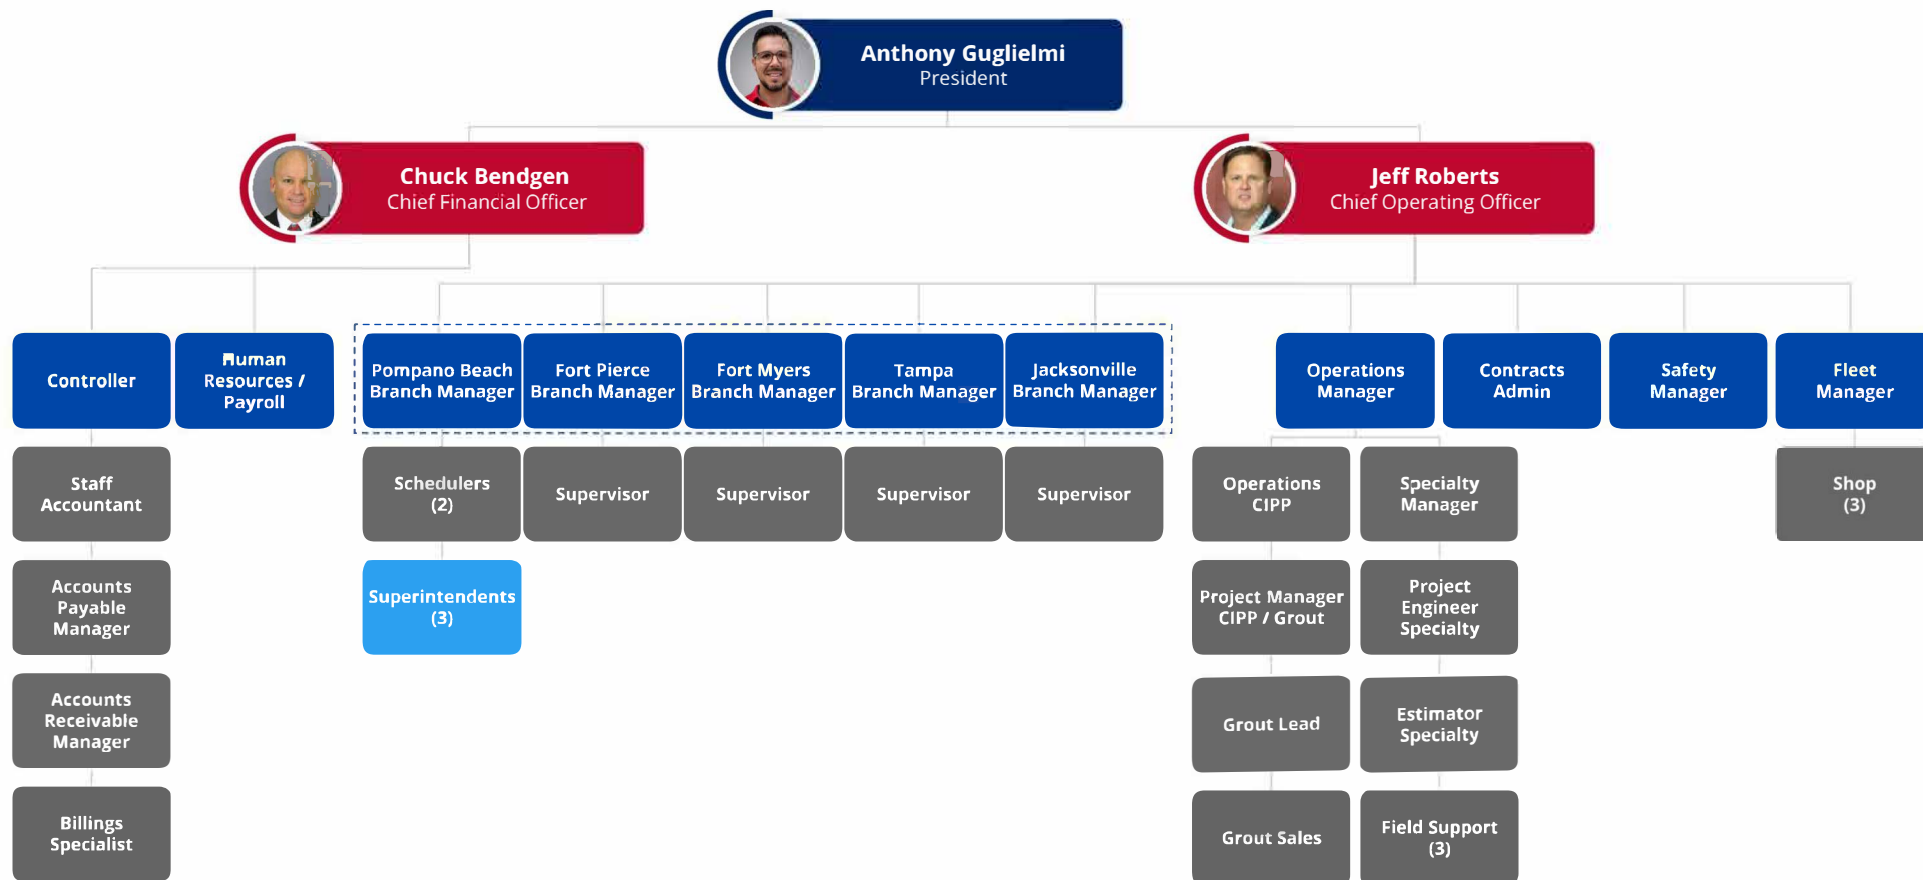 Anthony Guglielmi
President
Chuck Bendgen
Chief Financial Officer
Jeff Roberts
Chief Operating Officer
Controller
Human
Resources /
Payroll
Pompano Beach
Branch Manager
Fort Pierce
Branch Manager
Fort Myers
Branch Manager
Tampa
Branch Manager
Jacksonville
Branch Manager
Operations
Manager
Contracts
Admin
Safety
Manager
Fleet
Manager
Staff
Accountant
Schedulers
(2)
Supervisor
Supervisor
Supervisor
Supervisor
Operations
CIPP
Specialty
Manager
Shop
(3)
Accounts
Payable
Manager
Superintendents
(3)
Project Manager
CIPP / Grout
Project
Engineer
Specialty
Accounts
Receivable
Manager
Grout Lead
Estimator
Specialty
Billings
Specialist
Grout Sales
Field Support
(3)